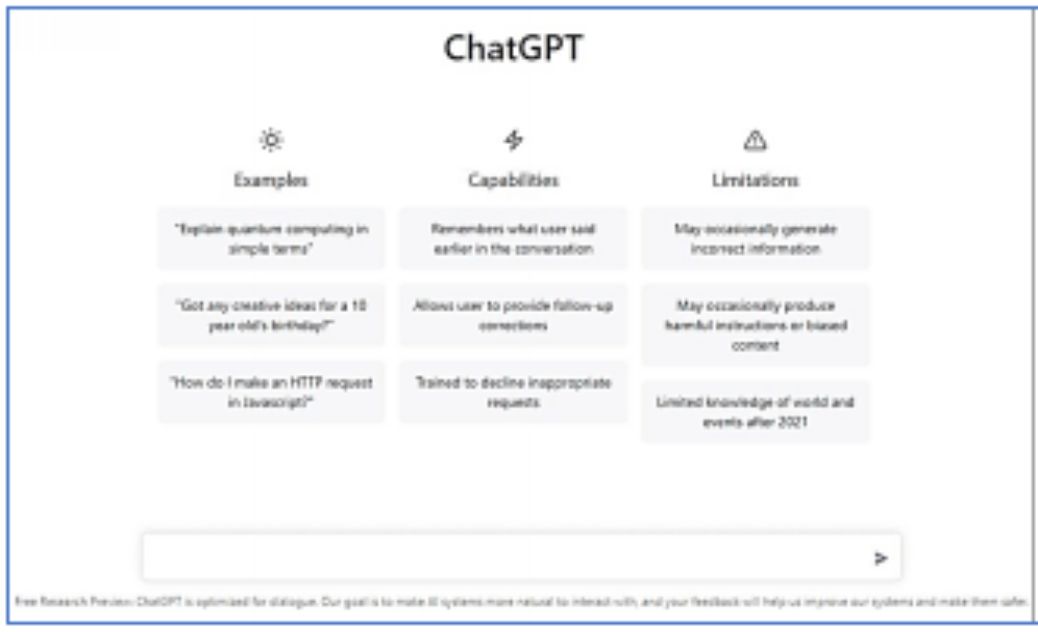 ChatGPT
Examples
"Explain quantum computing in
simple terms"
"Got any creative ideas for a 10
year old's birthday?"
"How do I make an HTTP request
in Javascript?"
Capabilities
Remembers what user said
earlier in the conversation
Allows user to provide follow-up
corrections
Trained to decline inappropriate
requests
Limitations
May occasionally generate
incorrect information
May occasionally produce
harmful instructions or biased
content
Limited knowledge of world and
events after 2021
Free Research Preview: ChatGPT is optimized for dialogue. Our goal is to make AI systems more natural to interact with, and your feedback will help us improve our systems and make them safer.